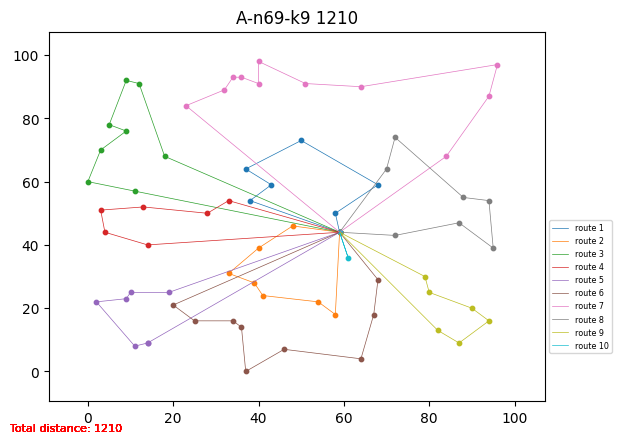 A-n69-k9 1210
100
80
60
40
20
0
0 20 40 60 80 100
route 1
route 2
route 3
route 4
route 5
route 6
route 7
route 8
route 9
route 10
Total distance: 1210